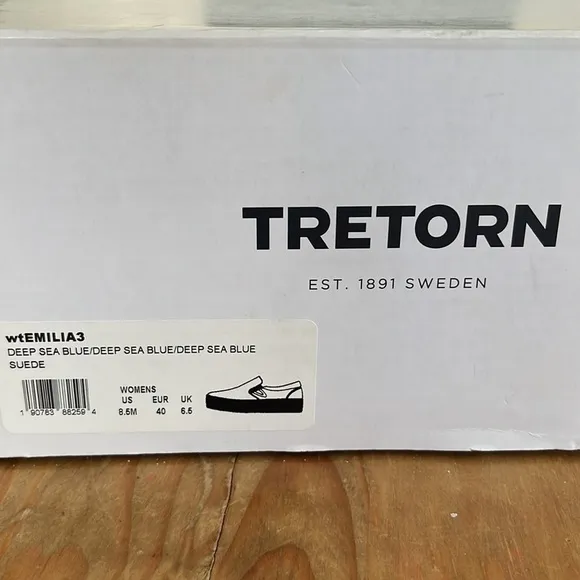 TRETORN
EST. 1891 SWEDEN
wtEMILIA3
DEEP SEA BLUE/DEEP SEA BLUE/DEEP SEA BLUE
SUEDE
WOMENS
US EUR UK
8.5M 40 6.5
1 90783 88259 4